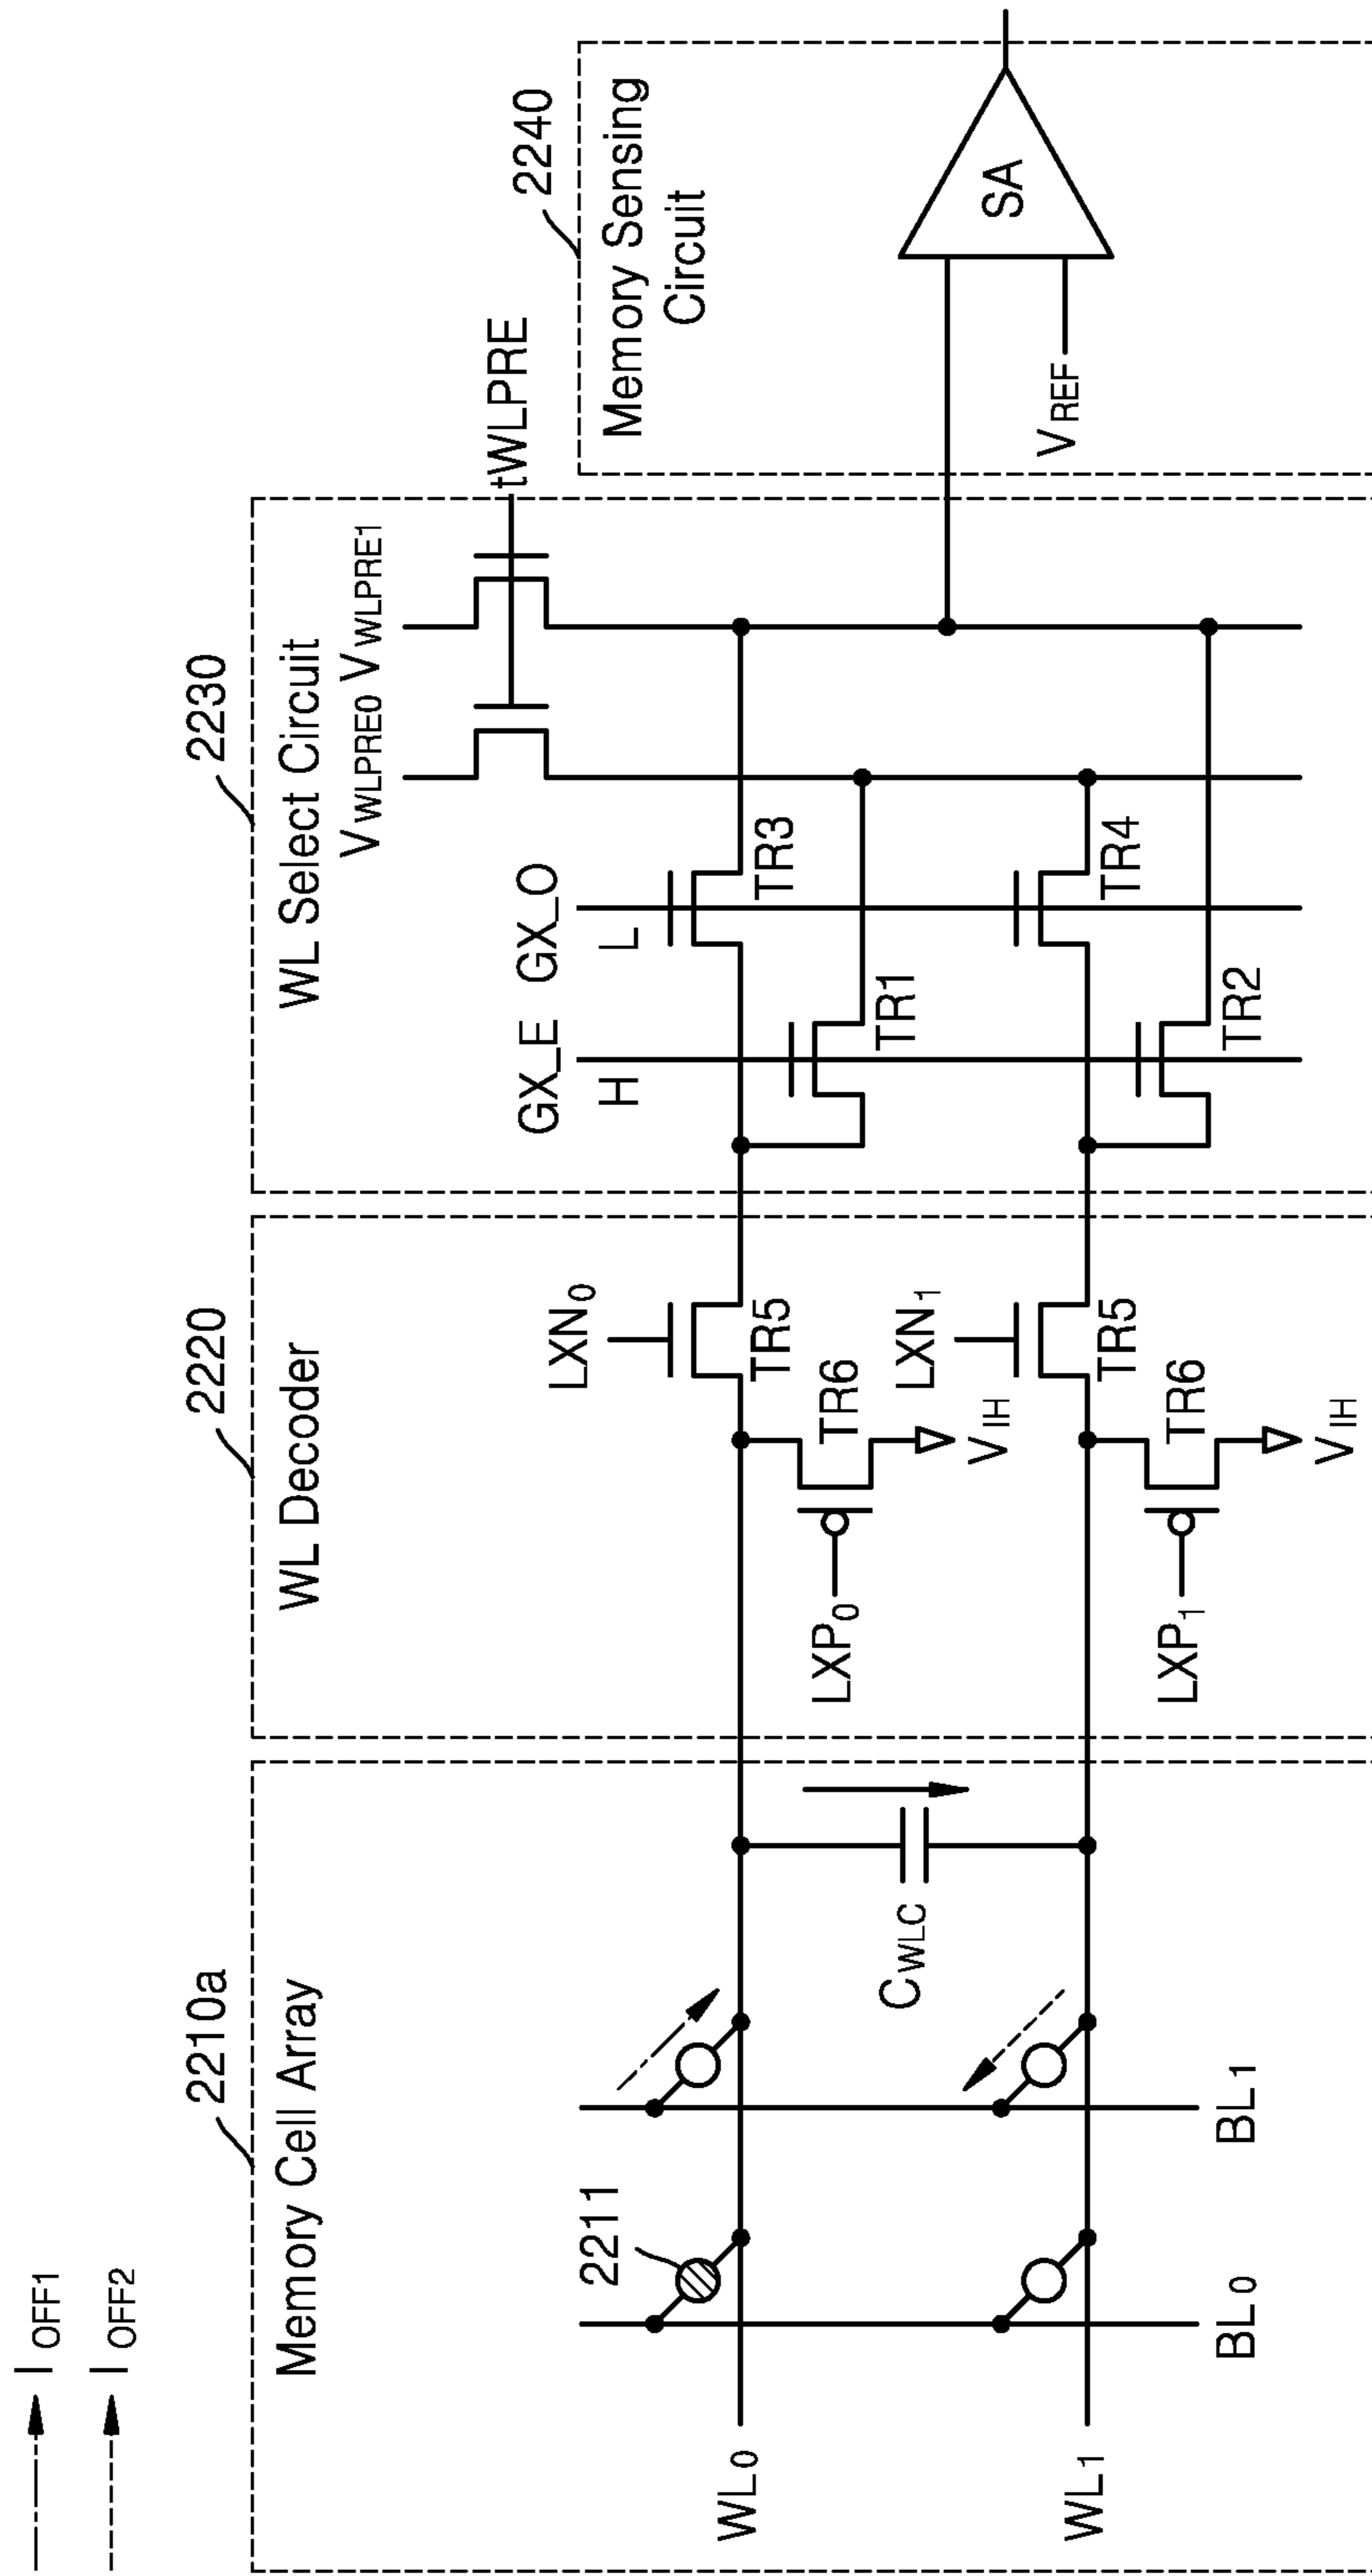 I OFF1
I OFF2
2210a
Memory Cell Array
2211
WL0
WL1
BL0
BL1
CWLC
2220
WL Decoder
LXN0
TR5
TR6
LXP0
VIH
LXN1
TR5
TR6
LXP1
VIH
2230
WL Select Circuit
VWLPRE0 VWLPRE1
GX_E GX_O
H
L
TR3
TR1
TR4
TR2
tWLPRE
2240
Memory Sensing
Circuit
SA
VREF